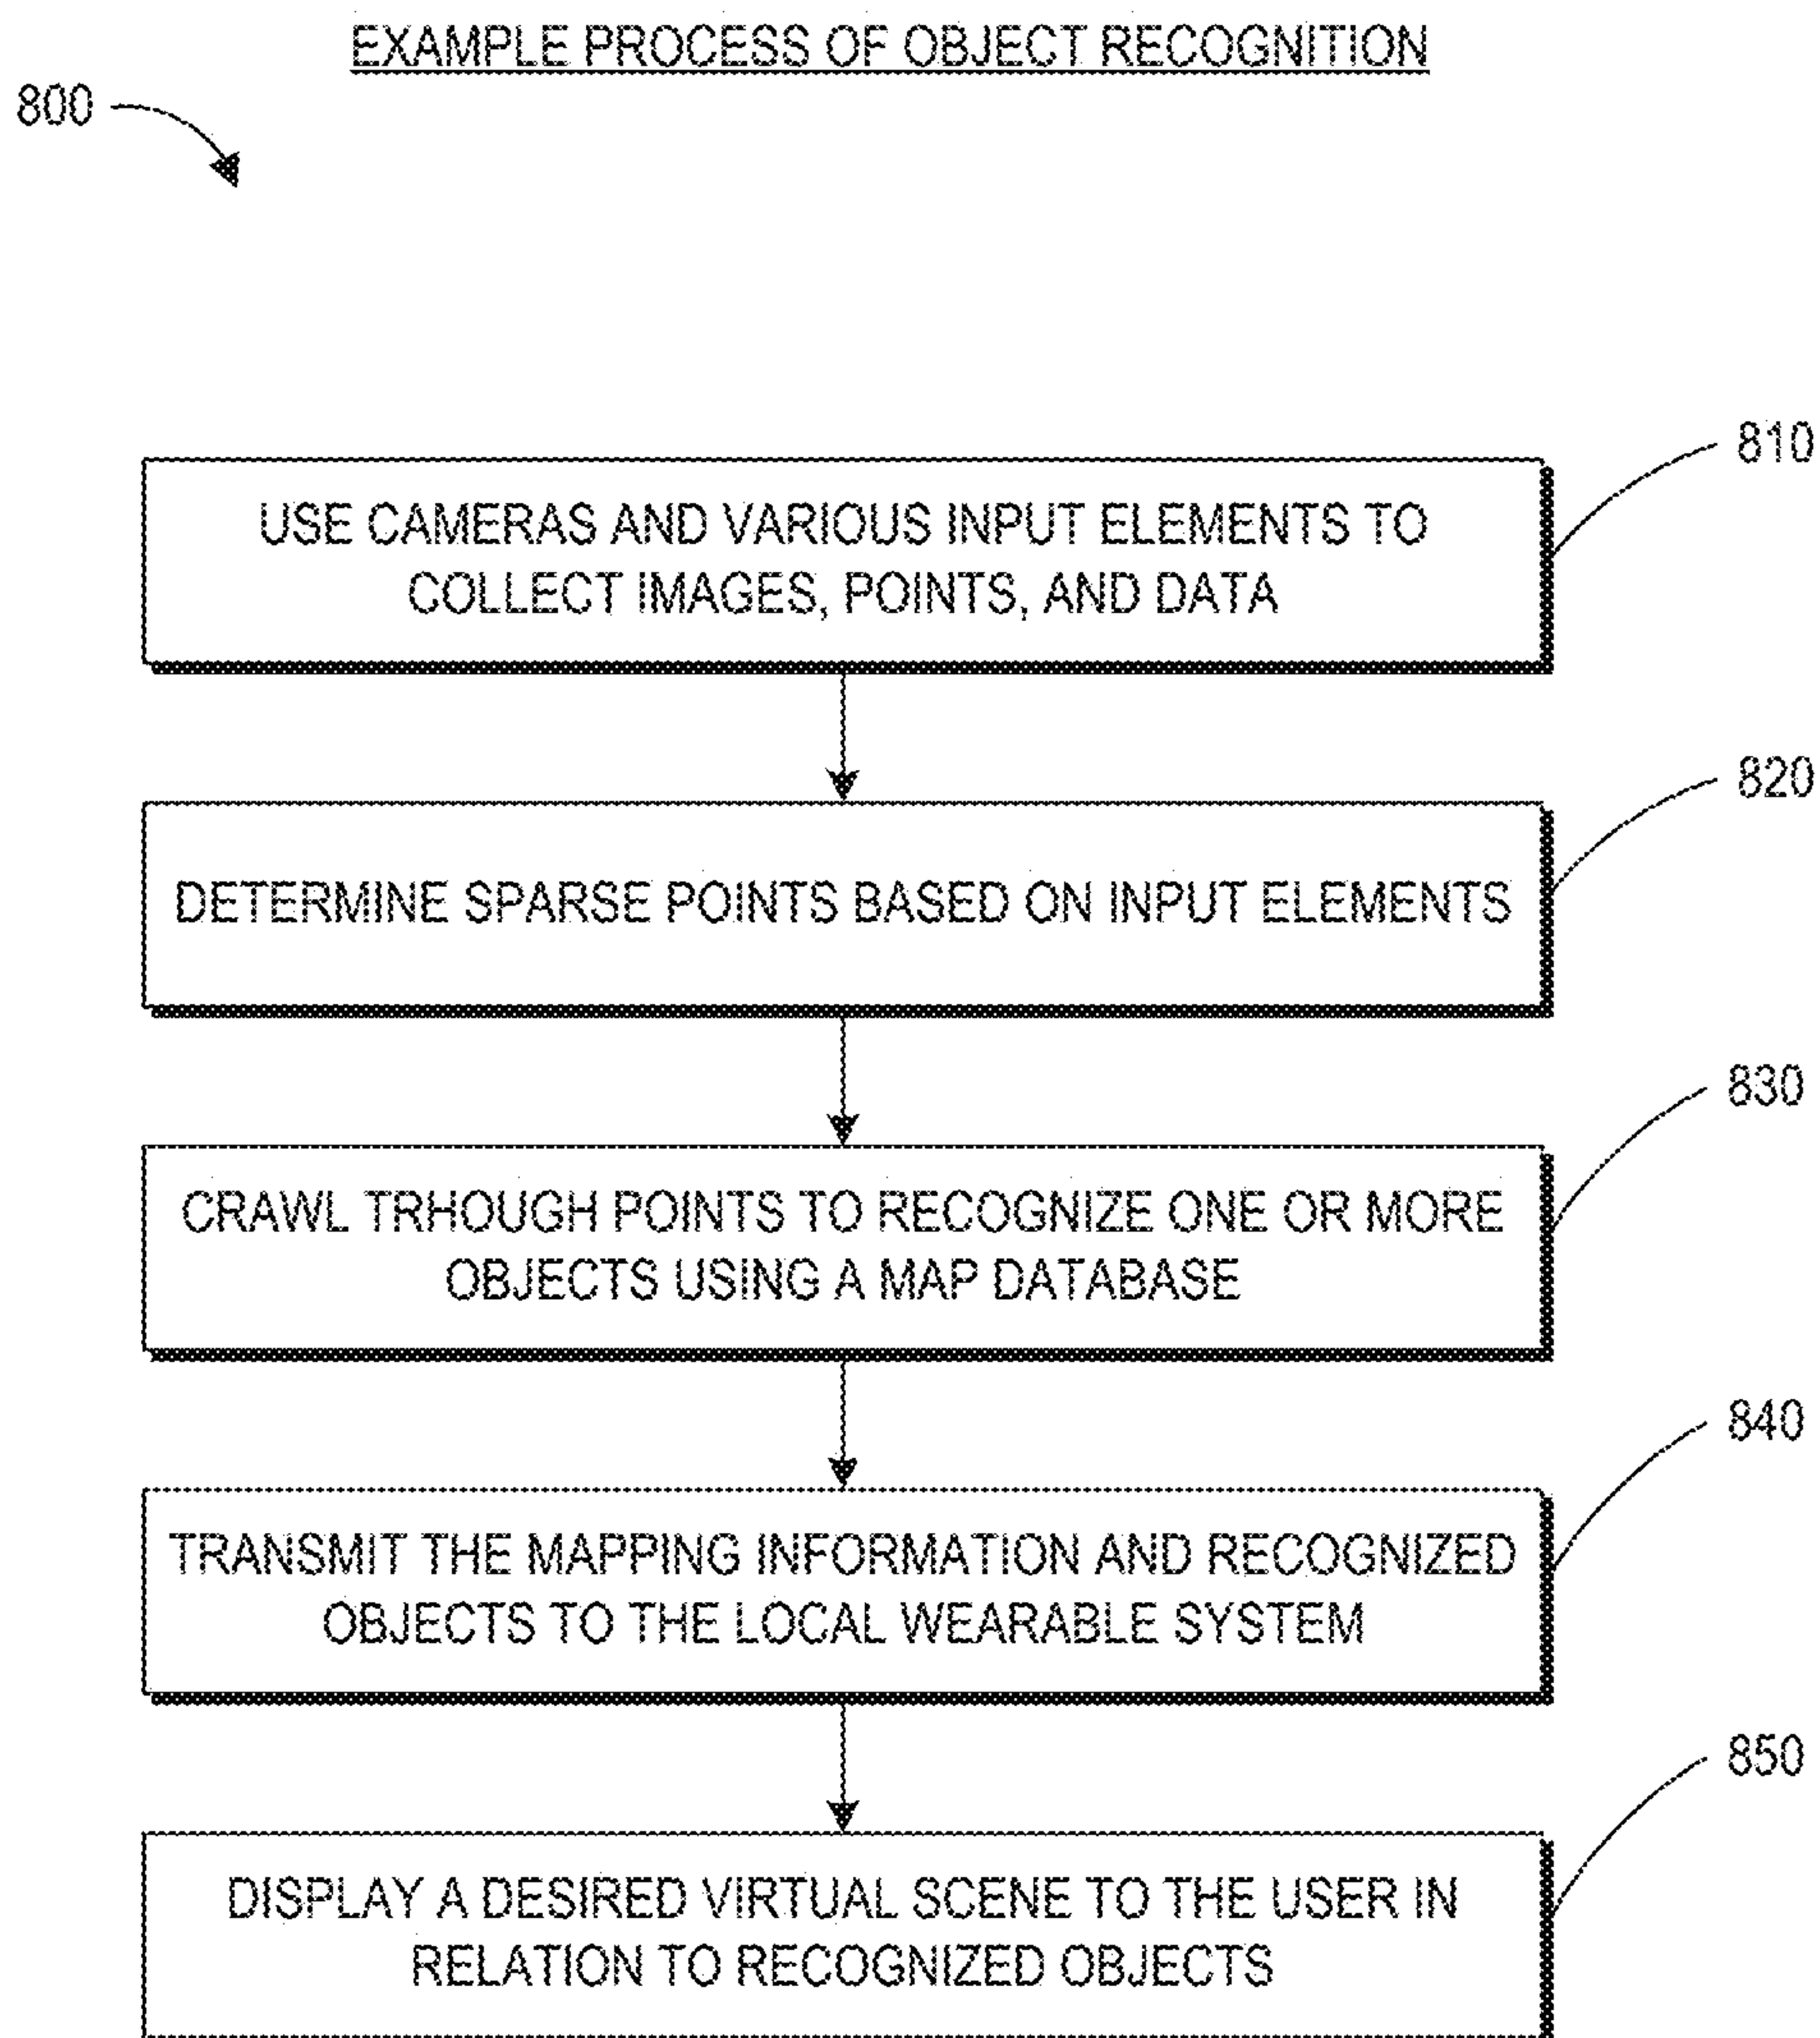 EXAMPLE PROCESS OF OBJECT RECOGNITION
800
810
USE CAMERAS AND VARIOUS INPUT ELEMENTS TO
COLLECT IMAGES, POINTS, AND DATA
820
DETERMINE SPARSE POINTS BASED ON INPUT ELEMENTS
830
CRAWL TRHOUGH POINTS TO RECOGNIZE ONE OR MORE
OBJECTS USING A MAP DATABASE
840
TRANSMIT THE MAPPING INFORMATION AND RECOGNIZED
OBJECTS TO THE LOCAL WEARABLE SYSTEM
850
DISPLAY A DESIRED VIRTUAL SCENE TO THE USER IN
RELATION TO RECOGNIZED OBJECTS